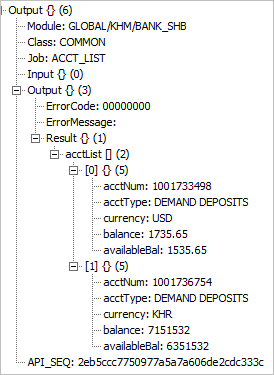 Output {} (6)
Module: GLOBAL/KHM/BANK_SHB
Class: COMMON
Job: ACCT_LIST
Input {} (0)
Output {} (3)
ErrorCode: 00000000
ErrorMessage:
Result {} (1)
acctList [] (2)
[0] {} (5)
acctNum: 1001733498
acctType: DEMAND DEPOSITS
currency: USD
balance: 1735.65
availableBal: 1535.65
[1] {} (5)
acctNum: 1001736754
acctType: DEMAND DEPOSITS
currency: KHR
balance: 7151532
availableBal: 6351532
API_SEQ: 2eb5ccc7750977a5a7a606de2cdc333c